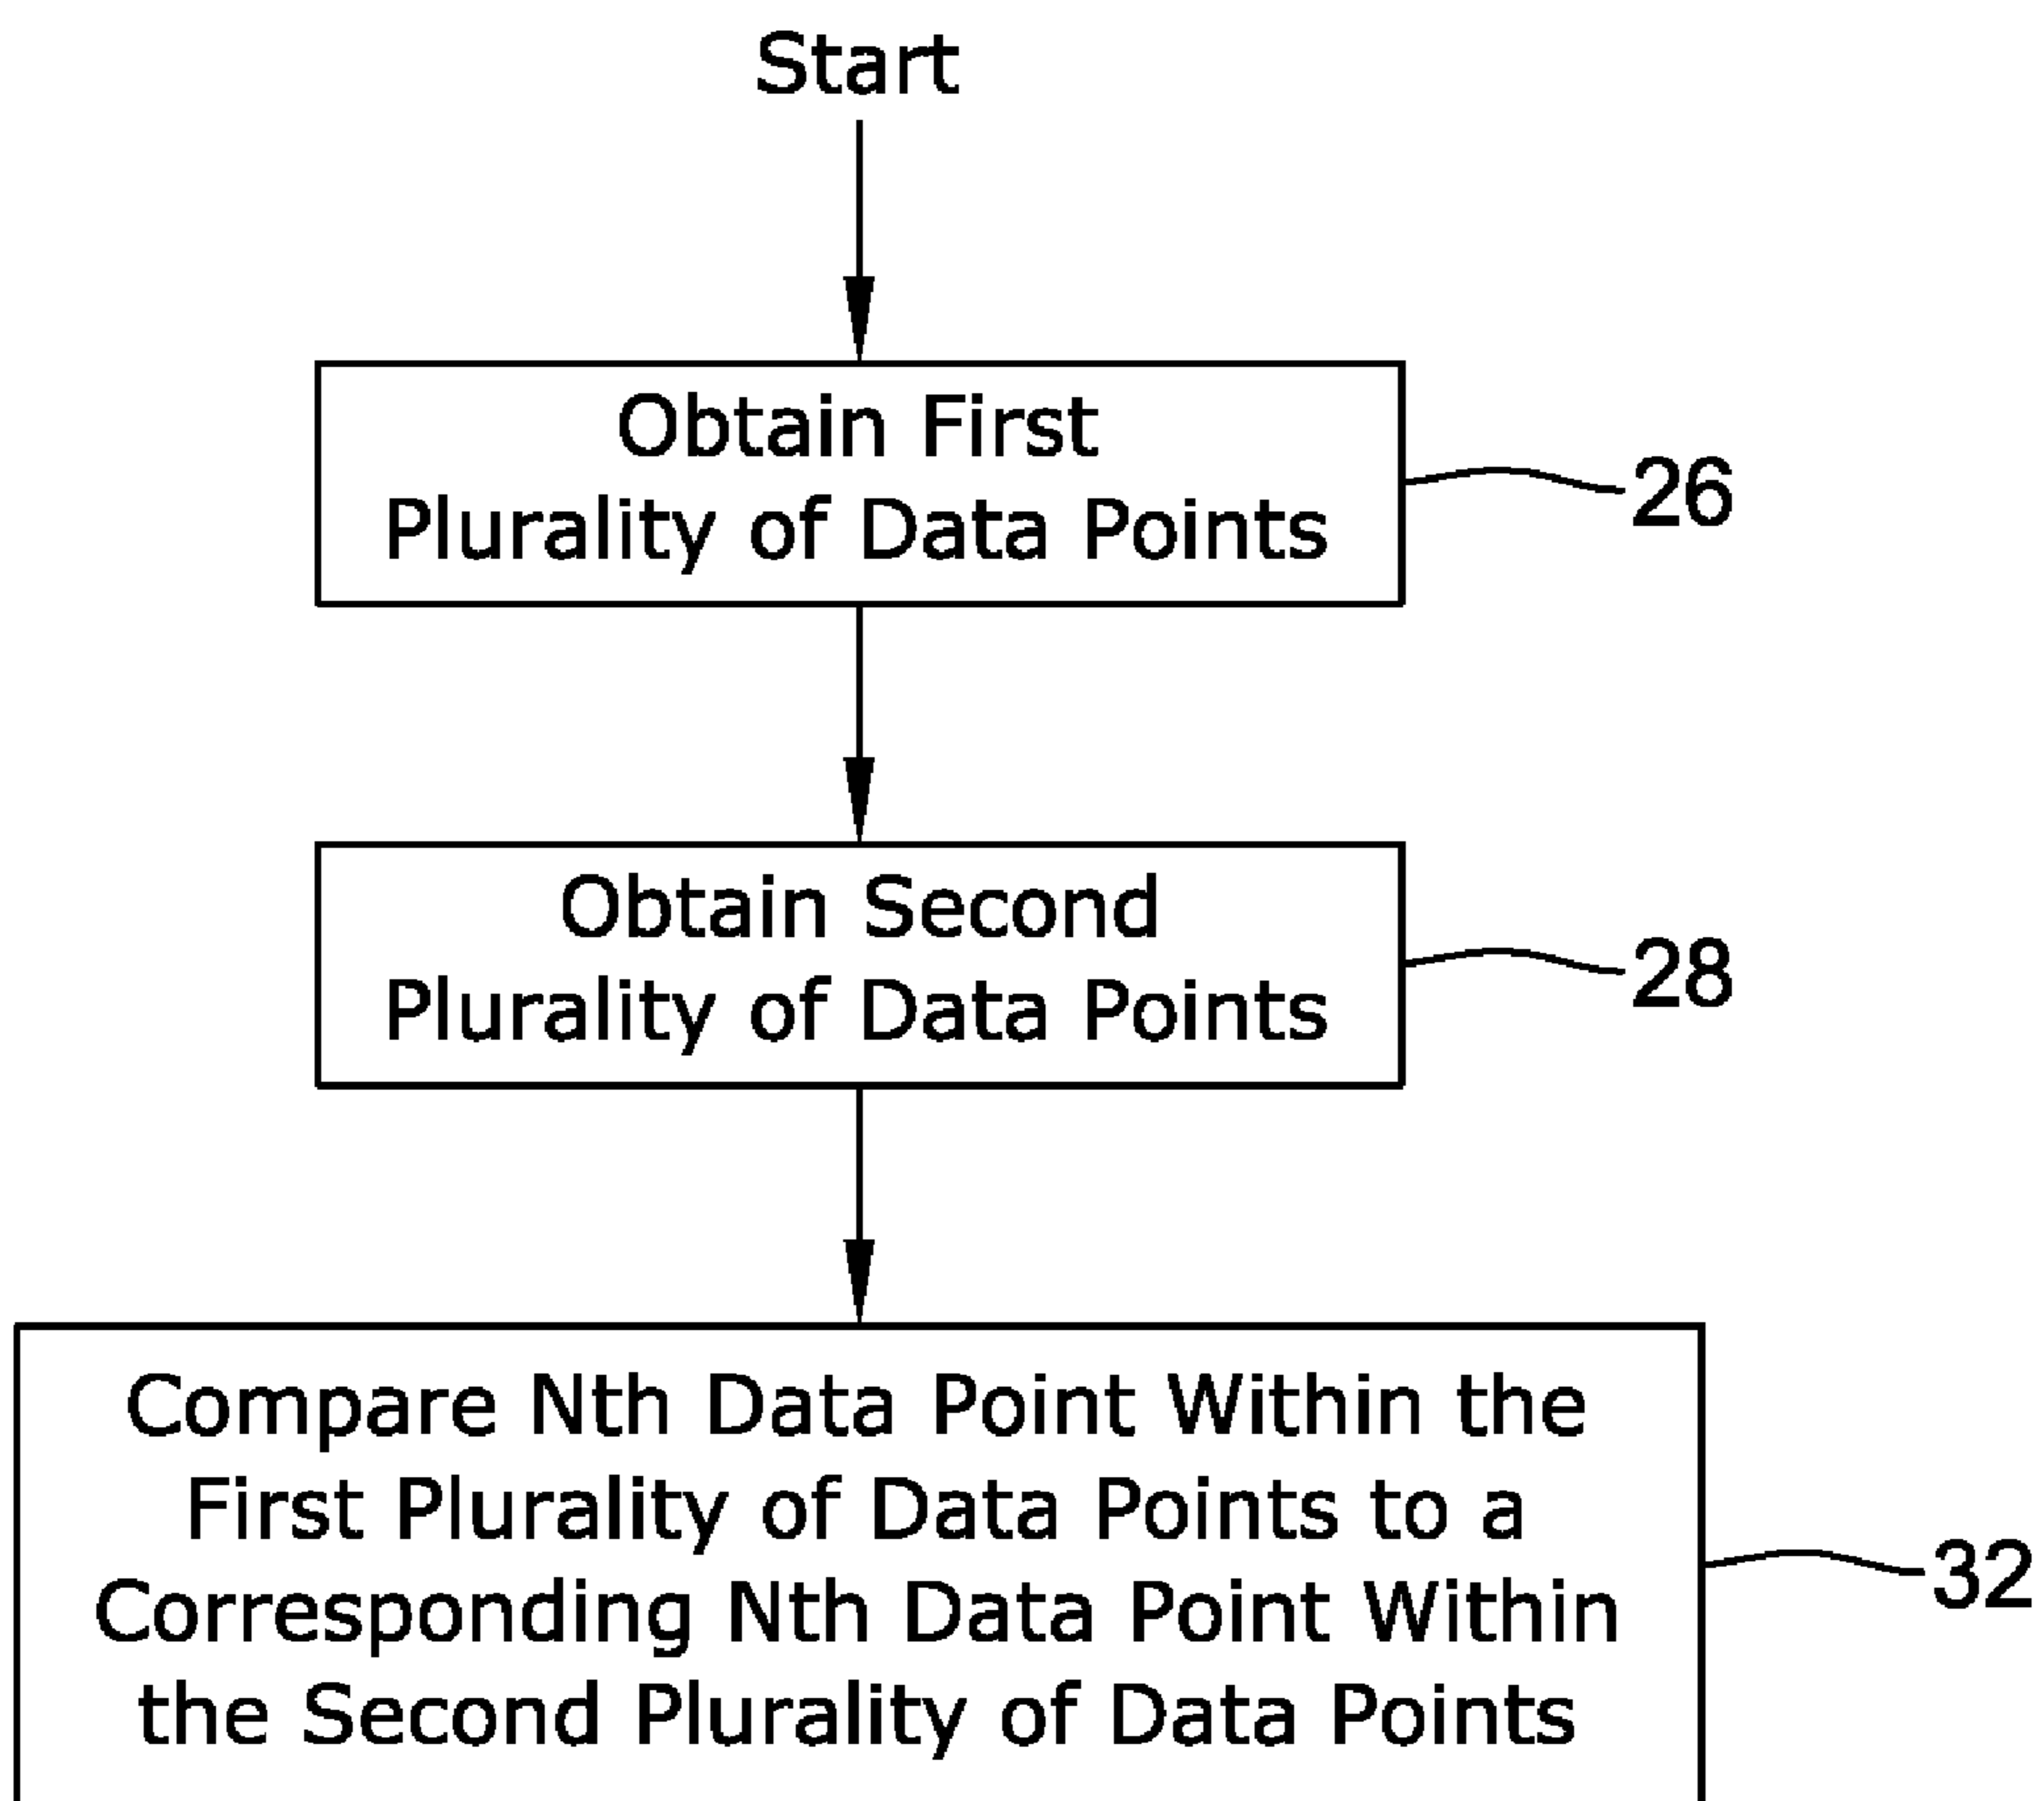 Start
Obtain First
Plurality of Data Points
26
Obtain Second
Plurality of Data Points
28
Compare Nth Data Point Within the
First Plurality of Data Points to a
Corresponding Nth Data Point Within
the Second Plurality of Data Points
32